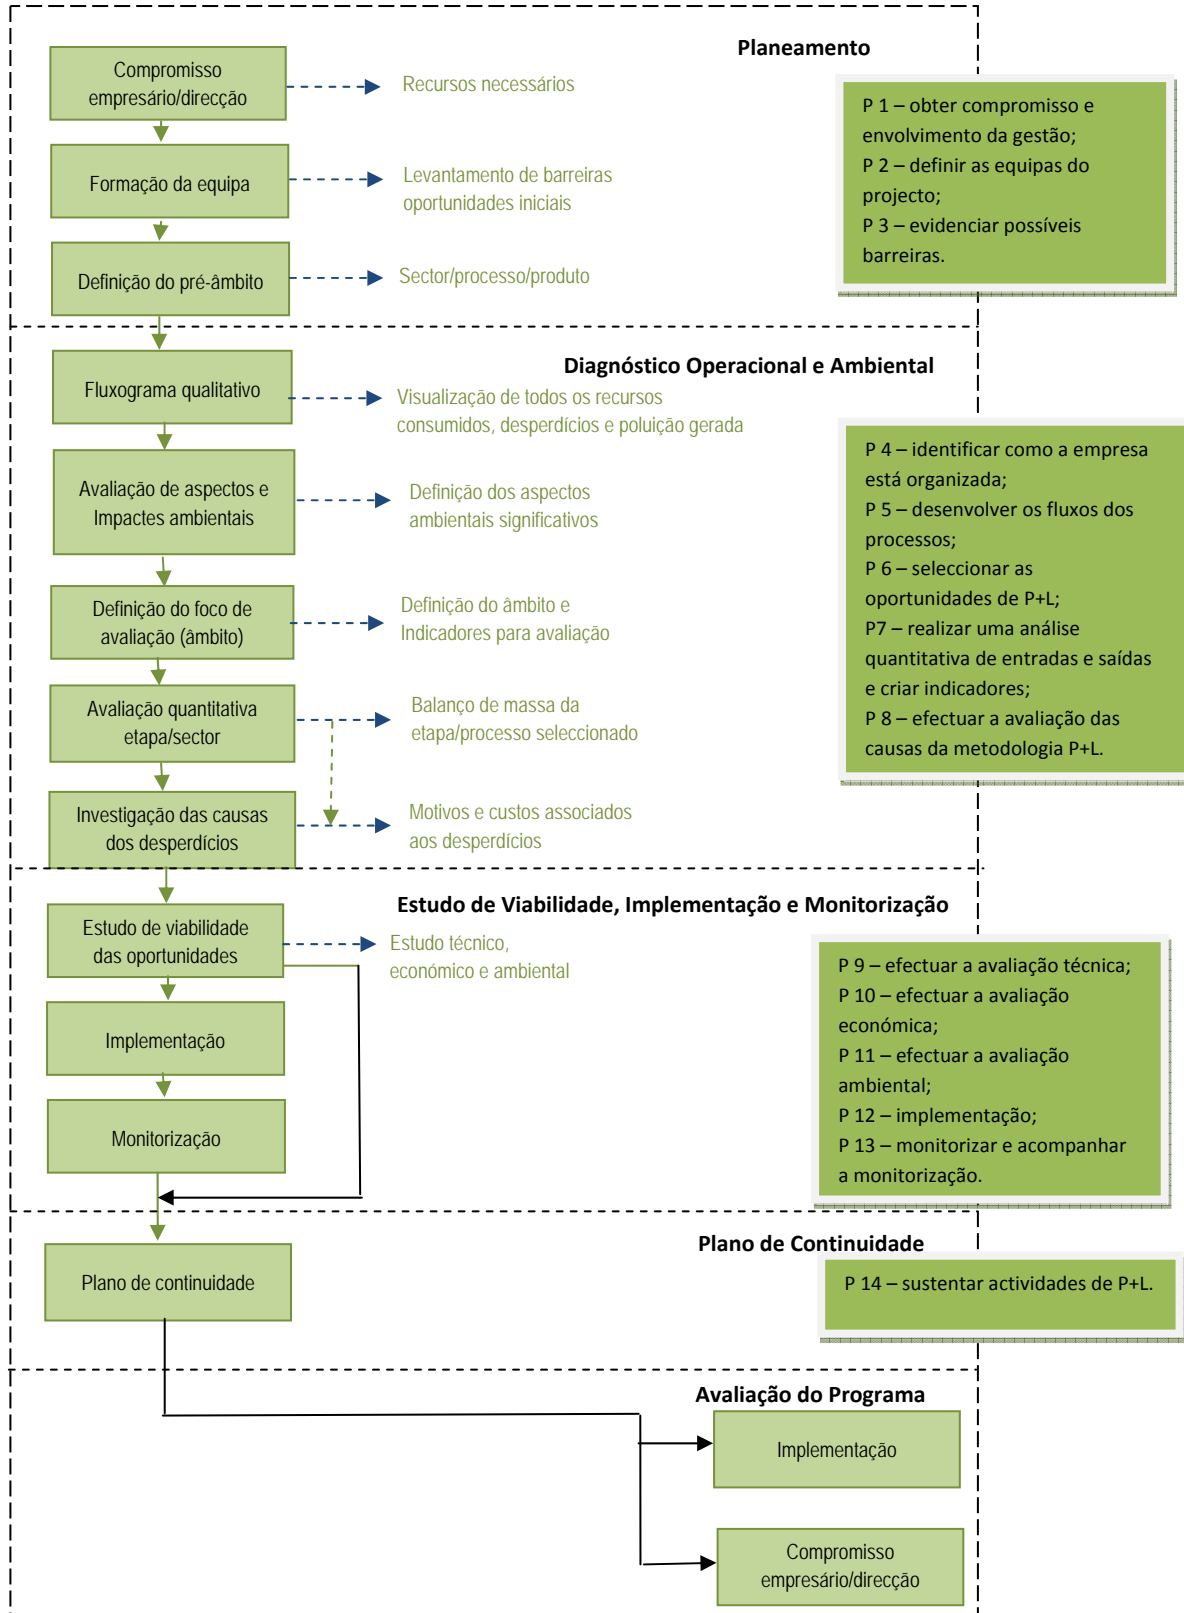 Planeamento
Compromisso
empresário/direcção
Recursos necessários
Formação da equipa
Levantamento de barreiras
oportunidades iniciais
Definição do pré-âmbito
Sector/processo/produto
P 1 – obter compromisso e
envolvimento da gestão;
P 2 – definir as equipas do
projecto;
P 3 – evidenciar possíveis
barreiras.
Diagnóstico Operacional e Ambiental
Fluxograma qualitativo
Visualização de todos os recursos
consumidos, desperdícios e poluição gerada
Avaliação de aspectos e
Impactes ambientais
Definição dos aspectos
ambientais significativos
Definição do foco de
avaliação (âmbito)
Definição do âmbito e
Indicadores para avaliação
Avaliação quantitativa
etapa/sector
Balanço de massa da
etapa/processo seleccionado
Investigação das causas
dos desperdícios
Motivos e custos associados
aos desperdícios
P 4 – identificar como a empresa
está organizada;
P 5 – desenvolver os fluxos dos
processos;
P 6 – seleccionar as
oportunidades de P+L;
P7 – realizar uma análise
quantitativa de entradas e saídas
e criar indicadores;
P 8 – efectuar a avaliação das
causas da metodologia P+L.
Estudo de Viabilidade, Implementação e Monitorização
Estudo de viabilidade
das oportunidades
Estudo técnico,
económico e ambiental
Implementação
Monitorização
P 9 – efectuar a avaliação técnica;
P 10 – efectuar a avaliação
económica;
P 11 – efectuar a avaliação
ambiental;
P 12 – implementação;
P 13 – monitorizar e acompanhar
a monitorização.
Plano de Continuidade
Plano de continuidade
P 14 – sustentar actividades de P+L.
Avaliação do Programa
Implementação
Compromisso
empresário/direcção